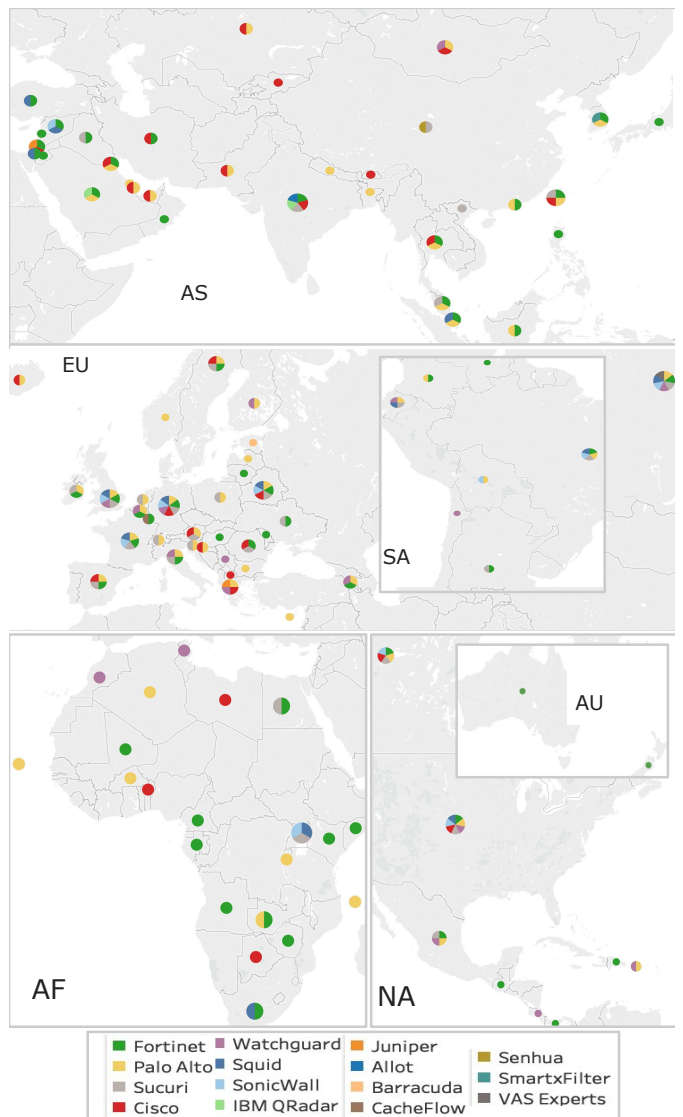 AS
EU
SA
AU
AF
NA
Fortinet
Palo Alto
Sucuri
Cisco
Watchguard
Squid
SonicWall
IBM QRadar
Juniper
Allot
Barracuda
CacheFlow
Senhua
SmartxFilter
VAS Experts